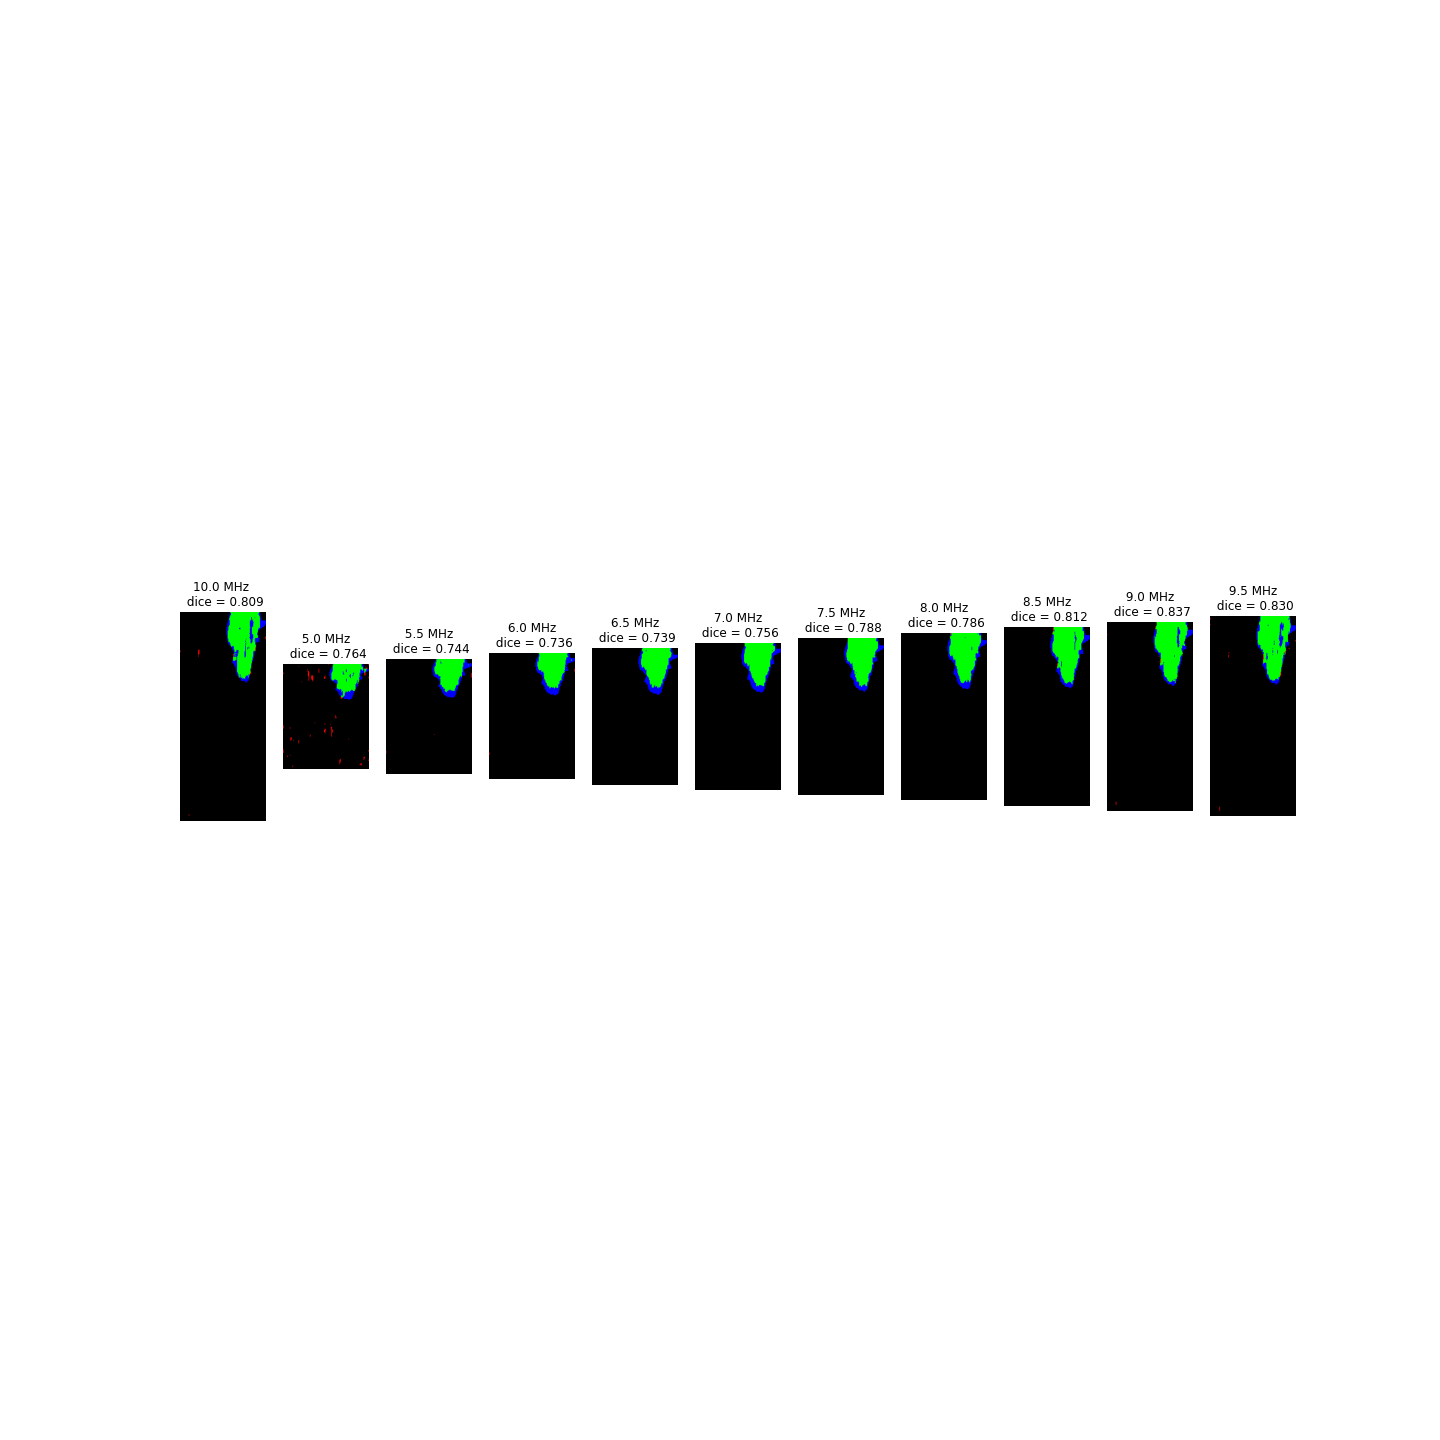 10.0 MHz
dice = 0.809
5.0 MHz
dice = 0.764
5.5 MHz
dice = 0.744
6.0 MHz
dice = 0.736
6.5 MHz
dice = 0.739
7.0 MHz
dice = 0.756
7.5 MHz
dice = 0.788
8.0 MHz
dice = 0.786
8.5 MHz
dice = 0.812
9.0 MHz
dice = 0.837
9.5 MHz
dice = 0.830